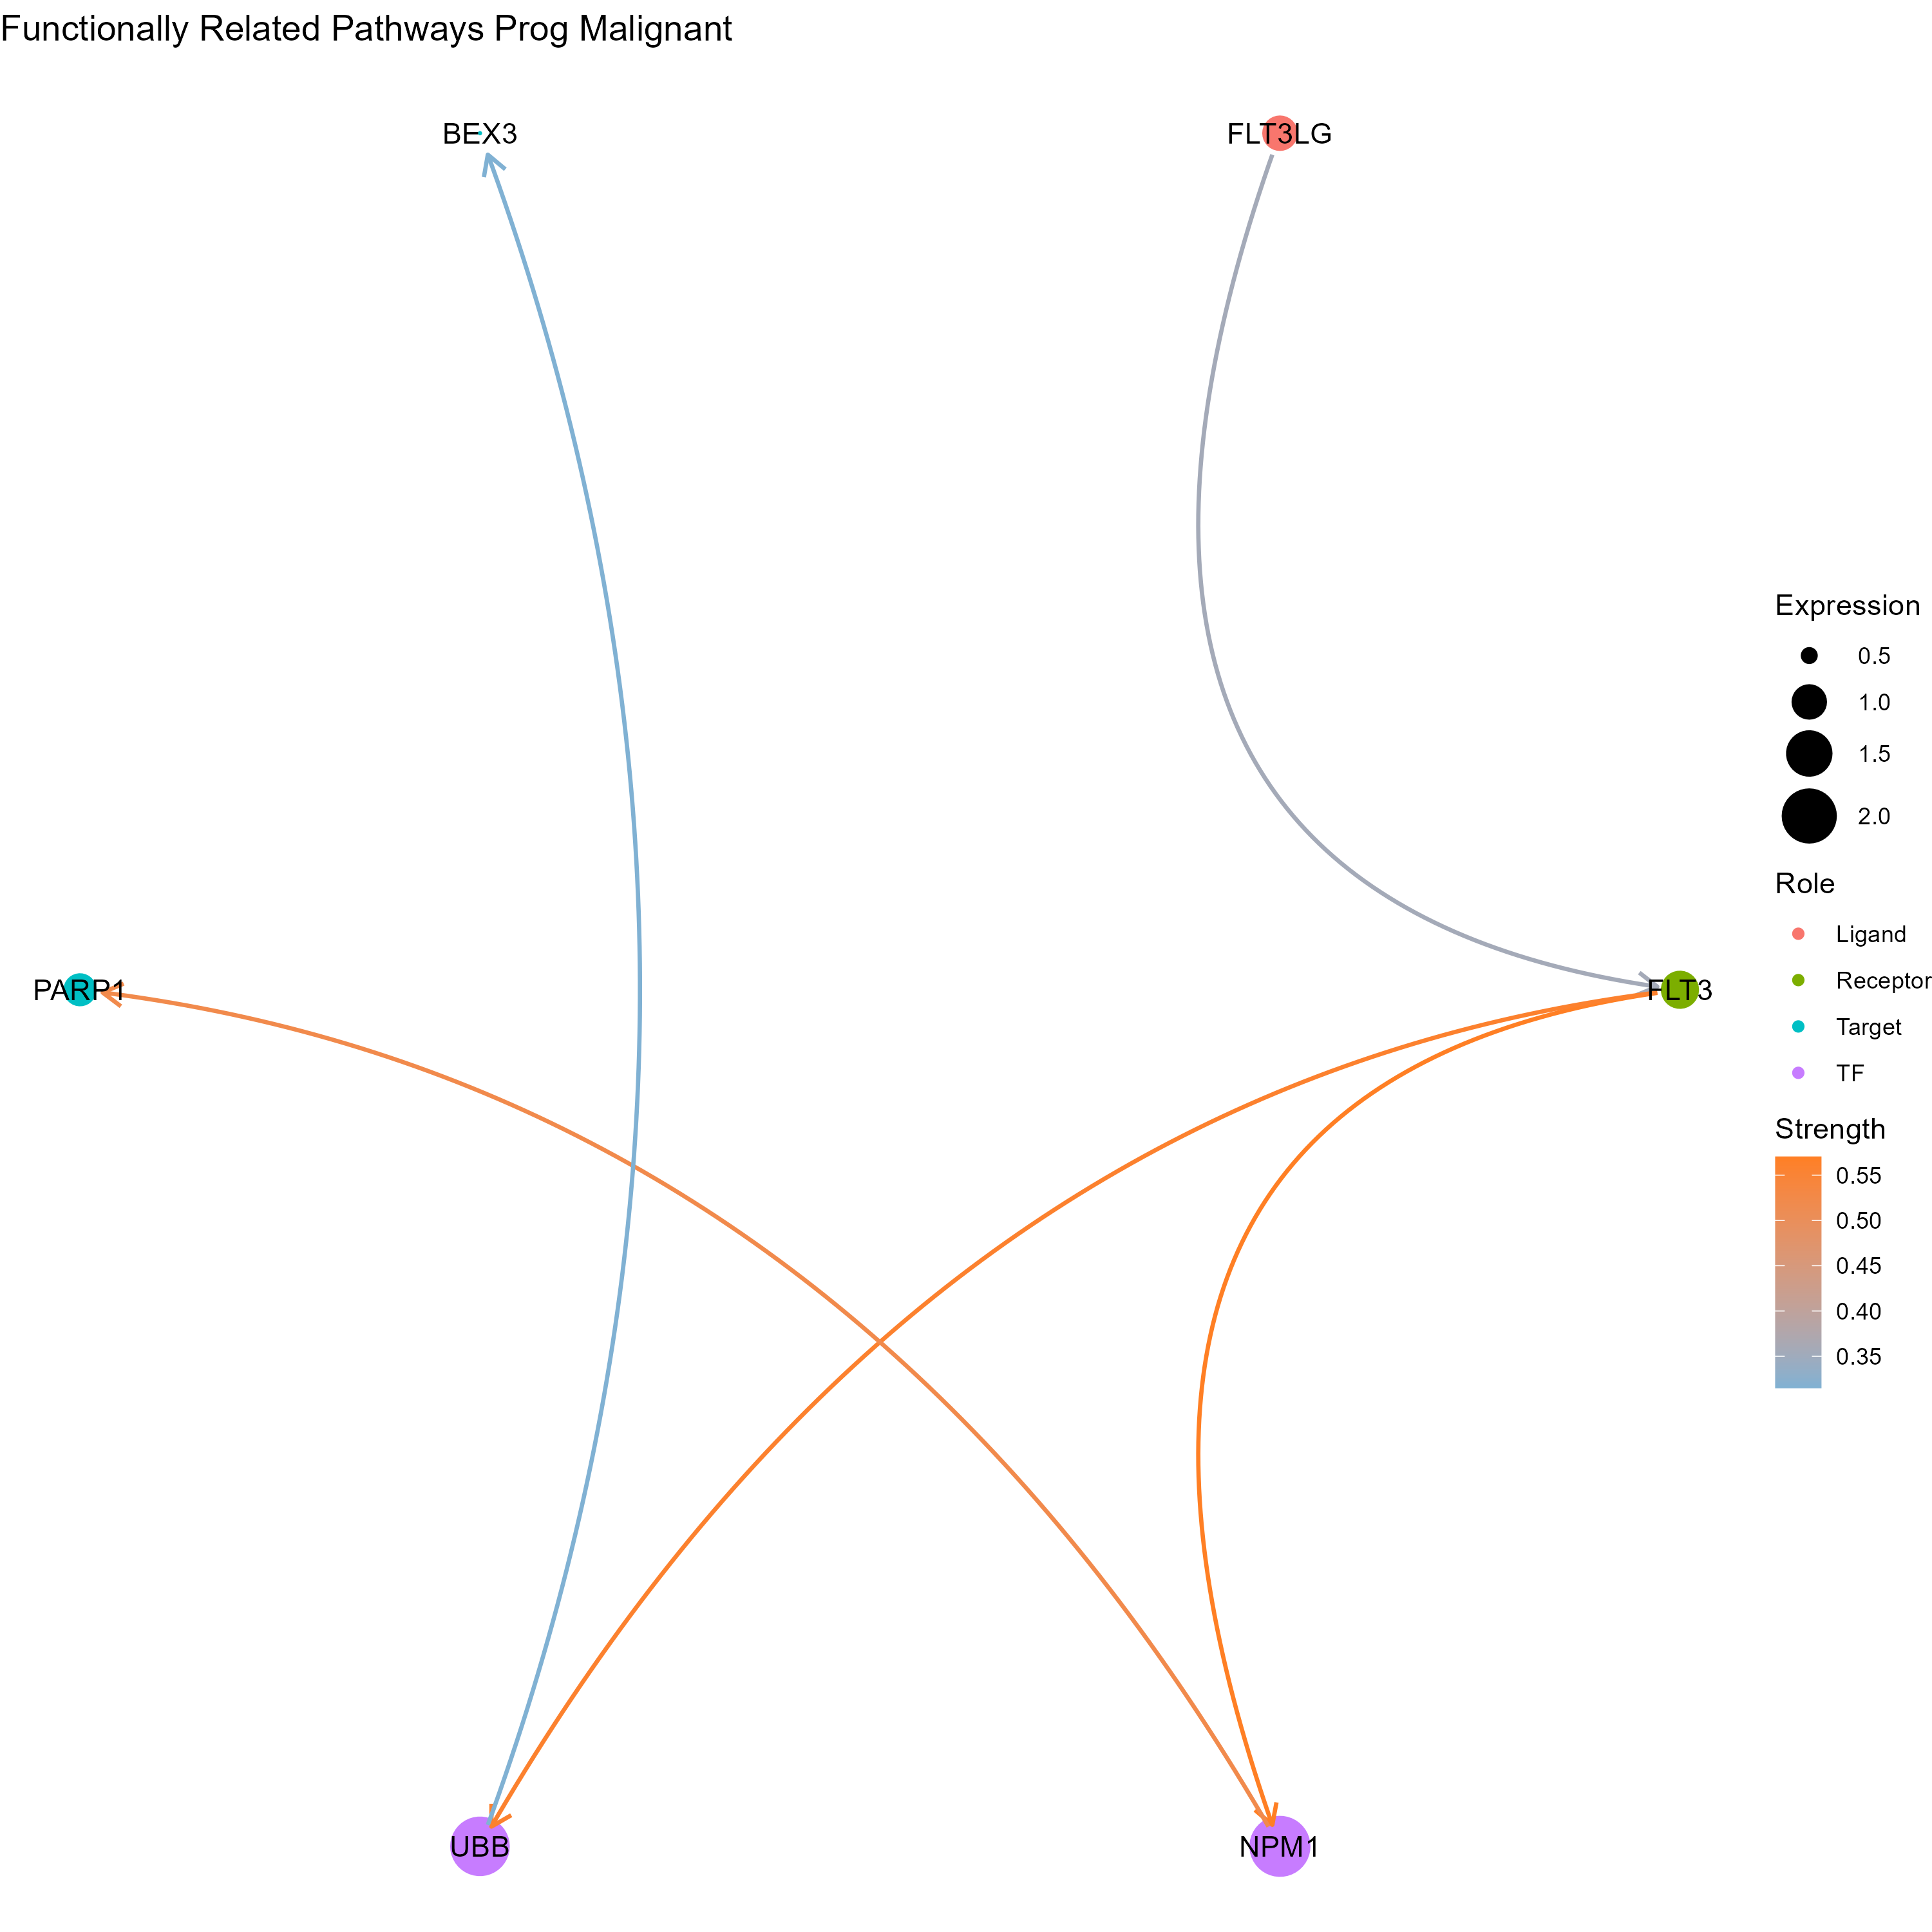 Functionally Related Pathways Prog Malignant
BEX3
FLT3LG
PARP1
FLT3
UBB
NPM1
Expression
0.5
1.0
1.5
2.0
Role
Ligand
Receptor
Target
TF
Strength
0.55
0.50
0.45
0.40
0.35